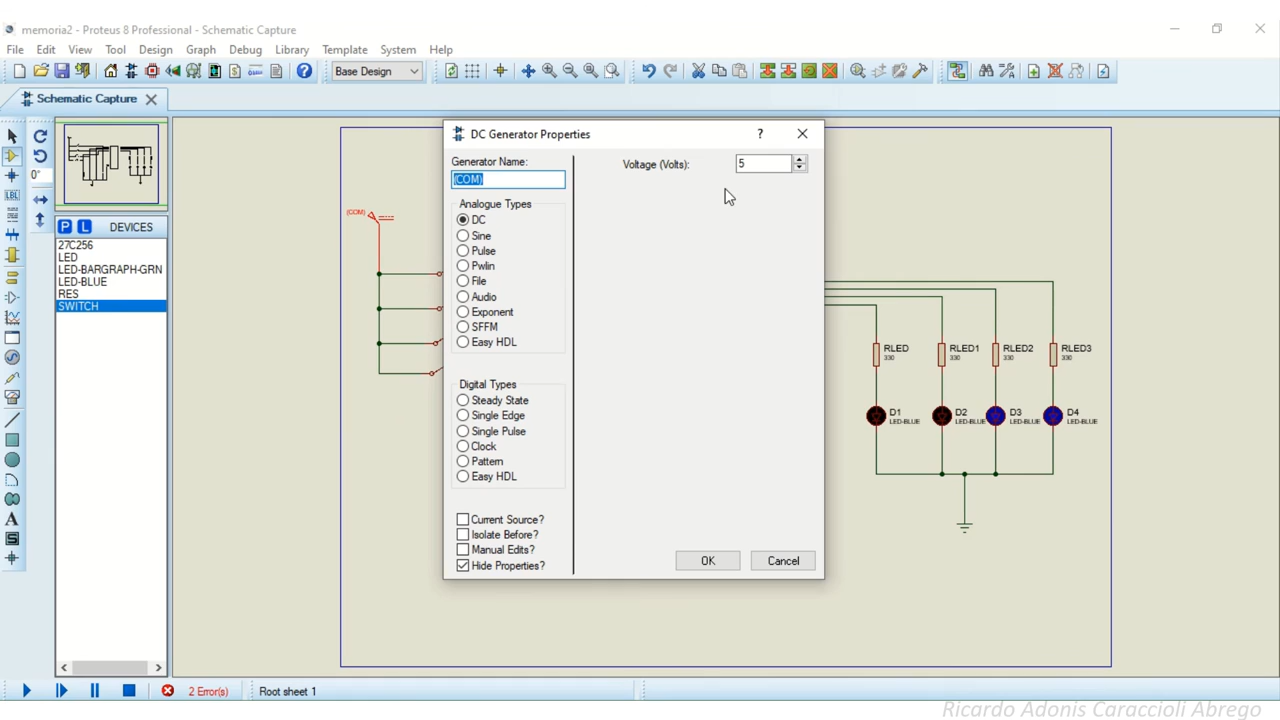 memoria2 - Proteus 8 Professional - Schematic Capture
File Edit View Tool Design Graph Debug Library Template System Help
Base Design
Schematic Capture
0°
LBL
P L DEVICES
27C256
LED
LED-BARGRAPH-GRN
LED-BLUE
RES
SWITCH
(COM)
DC Generator Properties
Generator Name:
(COM)
Analogue Types
DC
Sine
Pulse
Pwlin
File
Audio
Exponent
SFFM
Easy HDL
Digital Types
Steady State
Single Edge
Single Pulse
Clock
Pattern
Easy HDL
Current Source?
Isolate Before?
Manual Edits?
Hide Properties?
Voltage (Volts): 5
OK Cancel
RLED RLED1 RLED2 RLED3
330 330 330 330
D1 D2 D3 D4
LED-BLUE LED-BLUE LED-BLUE LED-BLUE
2 Error(s) Root sheet 1
Ricardo Adonis Caraccioli Abrego